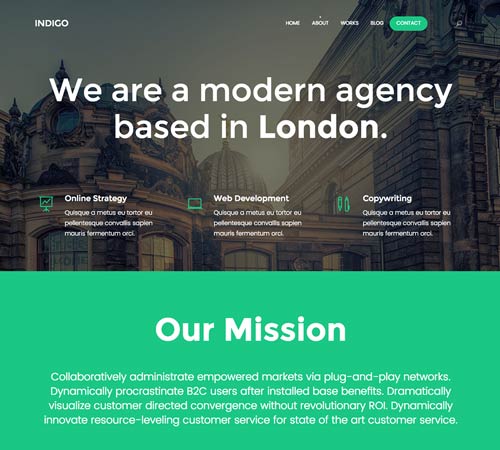 INDIGO
HOME ABOUT WORKS BLOG CONTACT
We are a modern agency
based in London.
Online Strategy
Quisque a metus eu tortor eu
pellentesque convallis sapien
mauris fermentum orci.
Web Development
Quisque a metus eu tortor eu
pellentesque convallis sapien
mauris fermentum orci.
Copywriting
Quisque a metus eu tortor eu
pellentesque convallis sapien
mauris fermentum orci.
Our Mission
Collaboratively administrate empowered markets via plug-and-play networks.
Dynamically procrastinate B2C users after installed base benefits. Dramatically
visualize customer directed convergence without revolutionary ROI. Dynamically
innovate resource-leveling customer service for state of the art customer service.